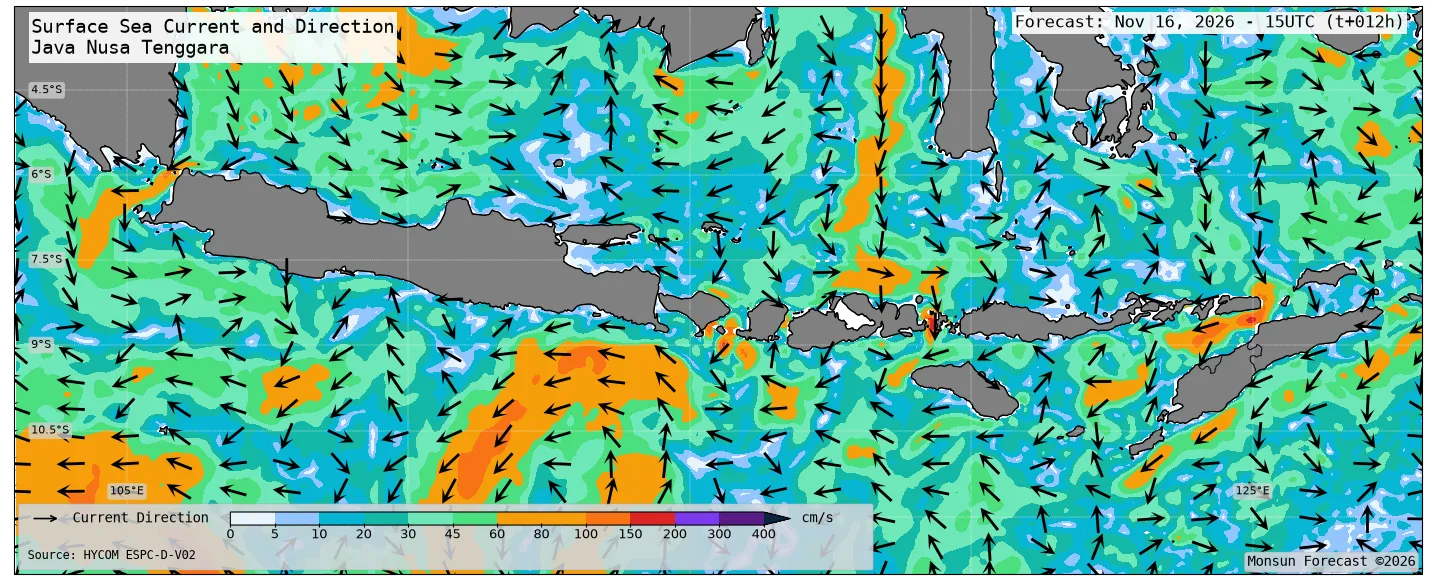 Surface Sea Current and Direction
Java Nusa Tenggara
Forecast: Nov 16, 2026 - 15UTC (t+012h)
4.5°S
6°S
7.5°S
9°S
10.5°S
105°E
125°E
Current Direction
0 5 10 20 30 45 60 80 100 150 200 300 400
cm/s
Source: HYCOM ESPC-D-V02
Monsun Forecast ©2026